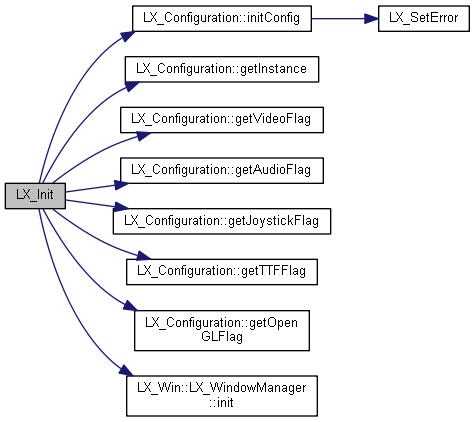 LX_Configuration::initConfig
LX_SetError
LX_Configuration::getInstance
LX_Configuration::getVideoFlag
LX_Configuration::getAudioFlag
LX_Init
LX_Configuration::getJoystickFlag
LX_Configuration::getTTFFlag
LX_Configuration::getOpen
GLFlag
LX_Win::LX_WindowManager
::init